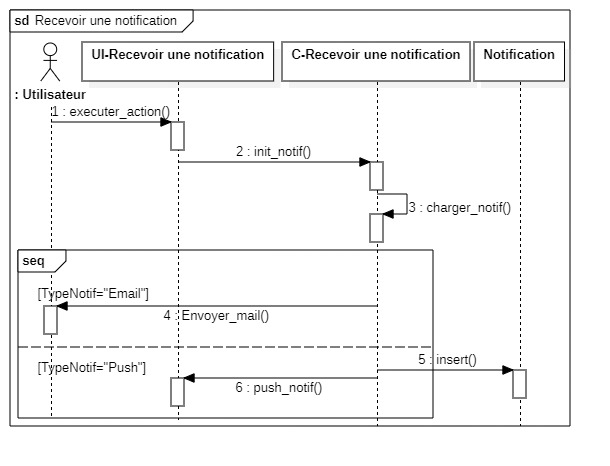 sd Recevoir une notification
UI-Recevoir une notification
C-Recevoir une notification
Notification
: Utilisateur
1 : executer_action()
2 : init_notif()
3 : charger_notif()
seq
[TypeNotif="Email"]
4 : Envoyer_mail()
5 : insert()
[TypeNotif="Push"]
6 : push_notif()